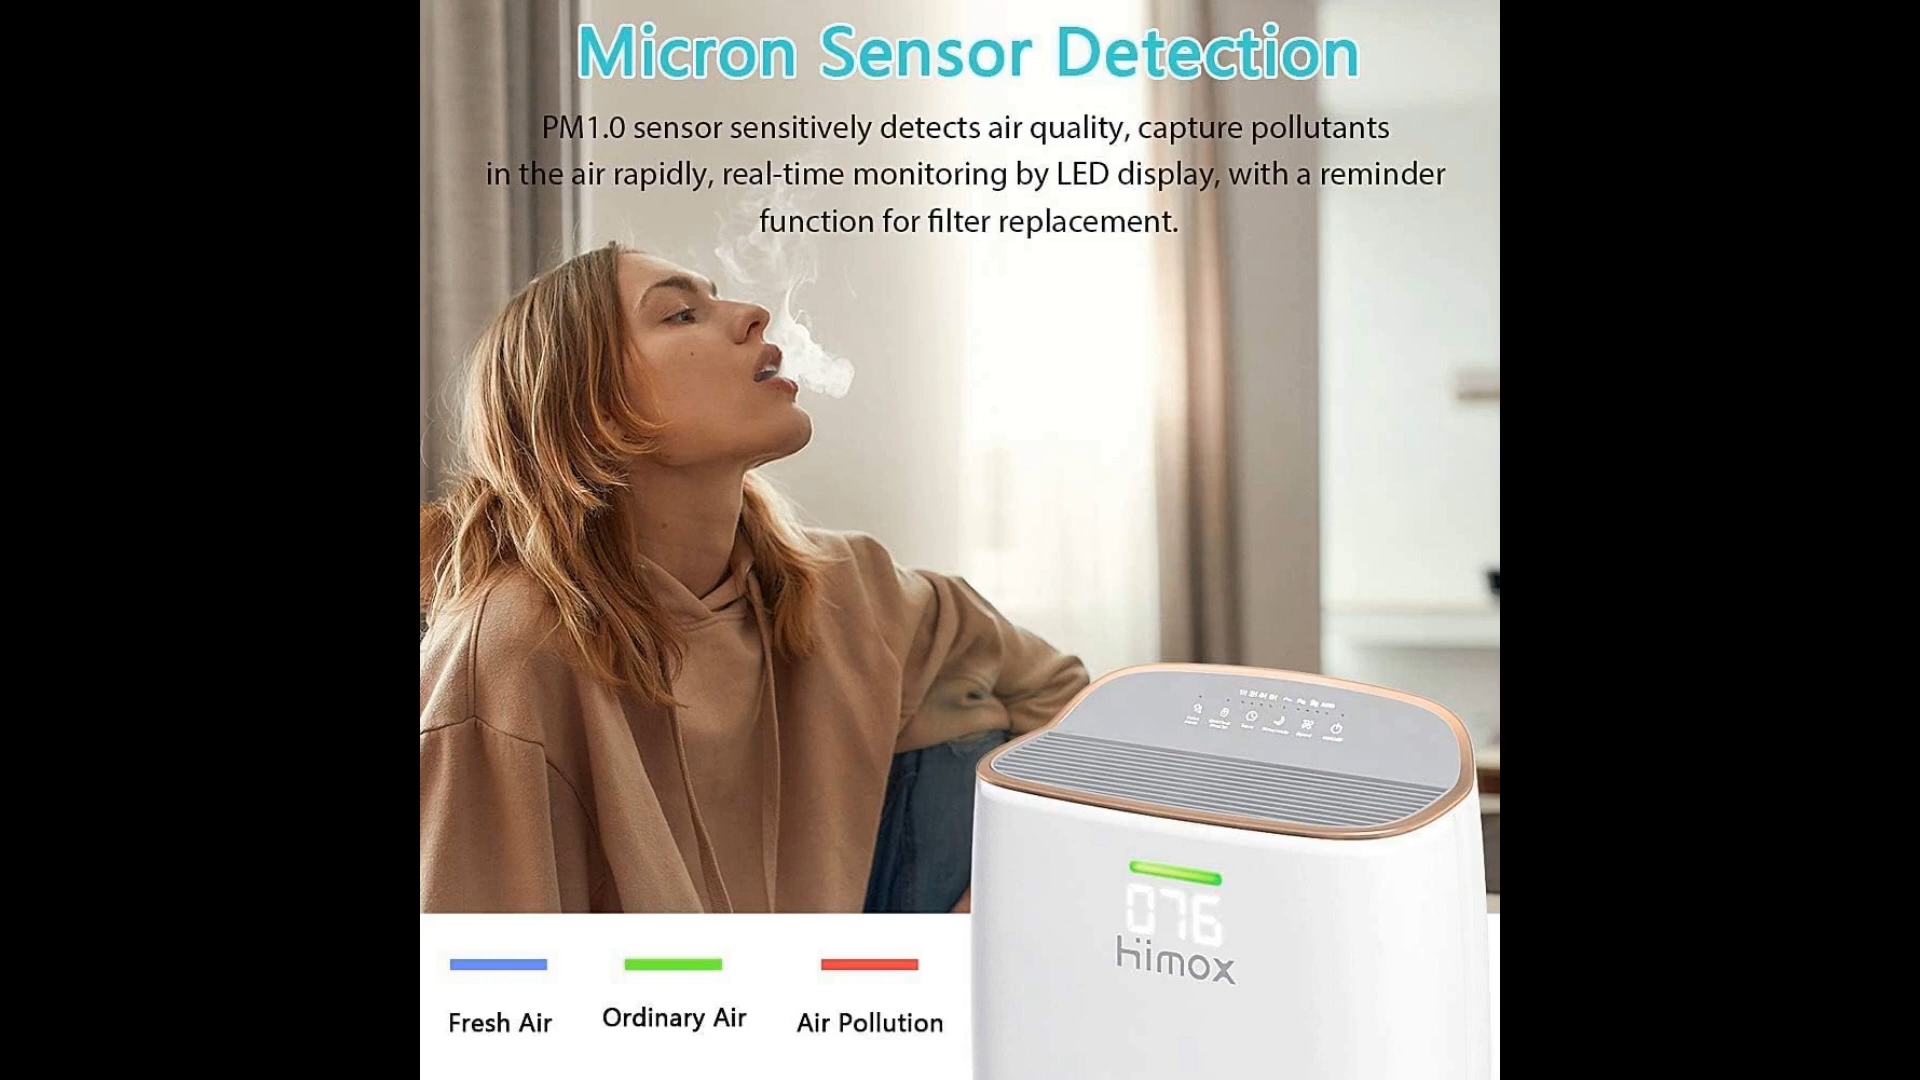 Micron Sensor Detection
PM1.0 sensor sensitively detects air quality, capture pollutants
in the air rapidly, real-time monitoring by LED display, with a reminder
function for filter replacement.
076
himox
Fresh Air
Ordinary Air
Air Pollution